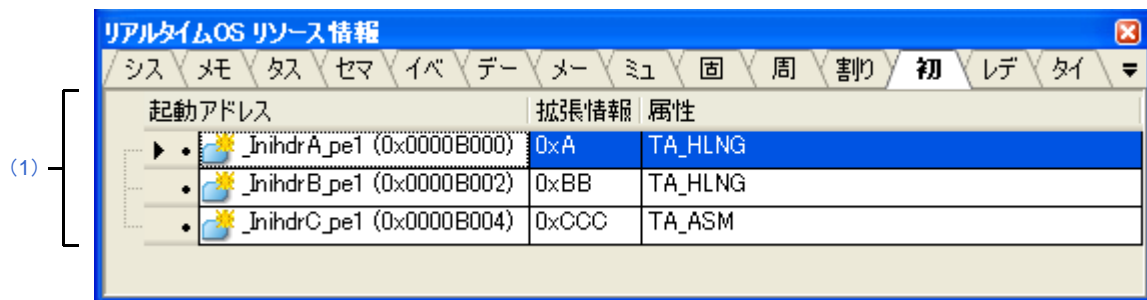 リアルタイムOS リソース情報
シス メモ タス セマ イベ デー メー ミュ 固 周 割り 初 レデ タイ
起動アドレス 拡張情報 属性
(1)
_InihdrA_pe1 (0x0000B000) 0xA TA_HLNG
_InihdrB_pe1 (0x0000B002) 0xBB TA_HLNG
_InihdrC_pe1 (0x0000B004) 0xCCC TA_ASM